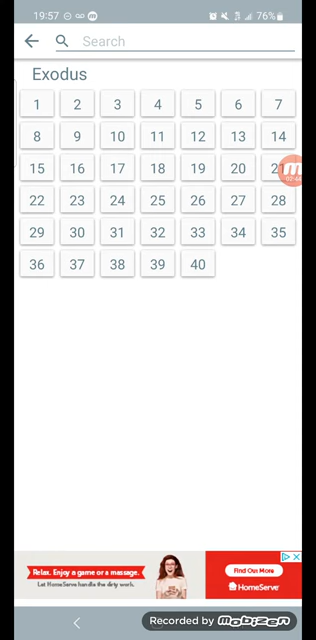 19:57 76%
Search
Exodus
1 2 3 4 5 6 7
8 9 10 11 12 13 14
15 16 17 18 19 20
02:44
22 23 24 25 26 27 28
29 30 31 32 33 34 35
36 37 38 39 40
Relax. Enjoy a game or a massage.
Let HomeServe handle the dirty work.
Find Out More
HomeServe
Recorded by mobizen